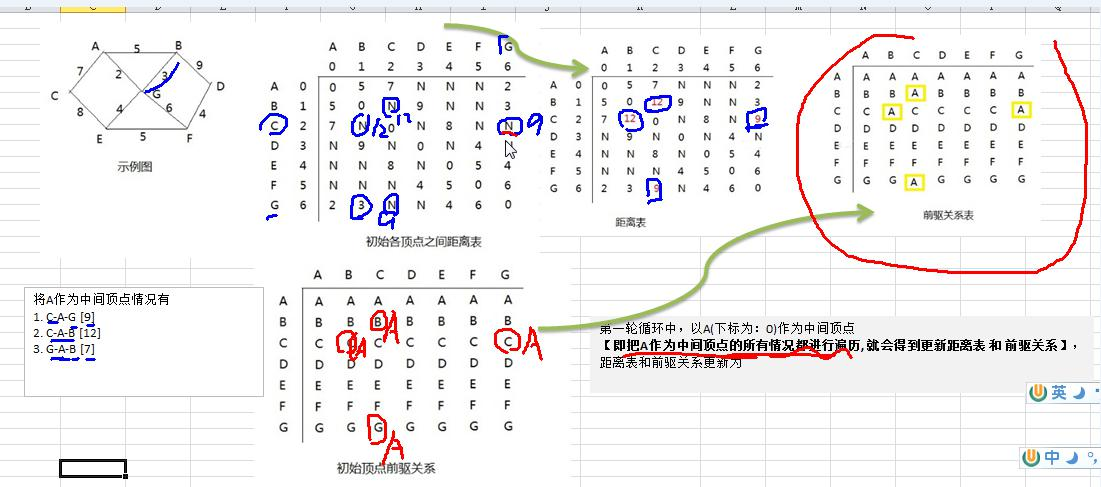 A 5 B
7 2 3 9
C G D
8 4 6 4
E 5 F
示例图
A B C D E F G
0 1 2 3 4 5 6
A 0 0 5 7 N N N 2
B 1 5 0 N 12 9 N N 3
C 2 7 N 12 0 N 8 N N 9
D 3 N 9 N 0 N 4 N
E 4 N N 8 N 0 5 4
F 5 N N N 4 5 0 6
G 6 2 3 N 9 N 4 6 0
初始各顶点之间距离表
A B C D E F G
0 1 2 3 4 5 6
A 0 0 5 7 N N N 2
B 1 5 0 12 9 N N 3
C 2 7 12 0 N 8 N 9
D 3 N 9 N 0 N 4 N
E 4 N N 8 N 0 5 4
F 5 N N N 4 5 0 6
G 6 2 3 9 N 4 6 0
距离表
A B C D E F G
A A A A A A A A
B B B A B B B B
C C A C C C C A
D D D D D D D D
E E E E E E E E
F F F F F F F F
G G G A G G G G
前驱关系表
将A作为中间顶点情况有
1. C-A-G [9]
2. C-A-B [12]
3. G-A-B [7]
A B C D E F G
A A A A A A A A
B B B B A B B B B
C C C A C C C C C A
D D D D D D D D
E E E E E E E E
F F F F F F F F
G G G G A G G G G
初始顶点前驱关系
第一轮循环中，以A(下标为：0)作为中间顶点
【即把A作为中间顶点的所有情况都进行遍历,就会得到更新距离表 和 前驱关系】，
距离表和前驱关系更新为
英
中